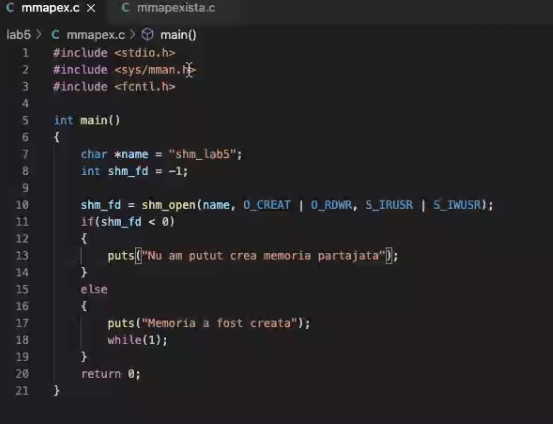 C mmapex.c × C mmapexista.c
lab5 > C mmapex.c > main()
1 #include <stdio.h>
2 #include <sys/mman.h>
3 #include <fcntl.h>
4
5 int main()
6 {
7 char *name = "shm_lab5";
8 int shm_fd = -1;
9
10 shm_fd = shm_open(name, O_CREAT | O_RDWR, S_IRUSR | S_IWUSR);
11 if(shm_fd < 0)
12 {
13 puts("Nu am putut crea memoria partajata");
14 }
15 else
16 {
17 puts("Memoria a fost creata");
18 while(1);
19 }
20 return 0;
21 }